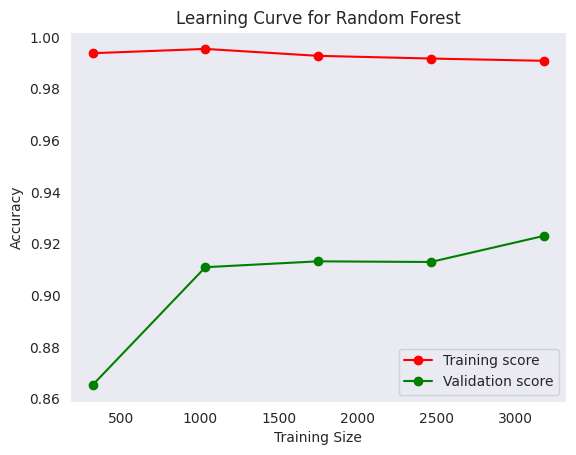 Learning Curve for Random Forest
1.00
0.98
0.96
0.94
0.92
0.90
0.88
0.86
Accuracy
500 1000 1500 2000 2500 3000
Training Size
Training score
Validation score